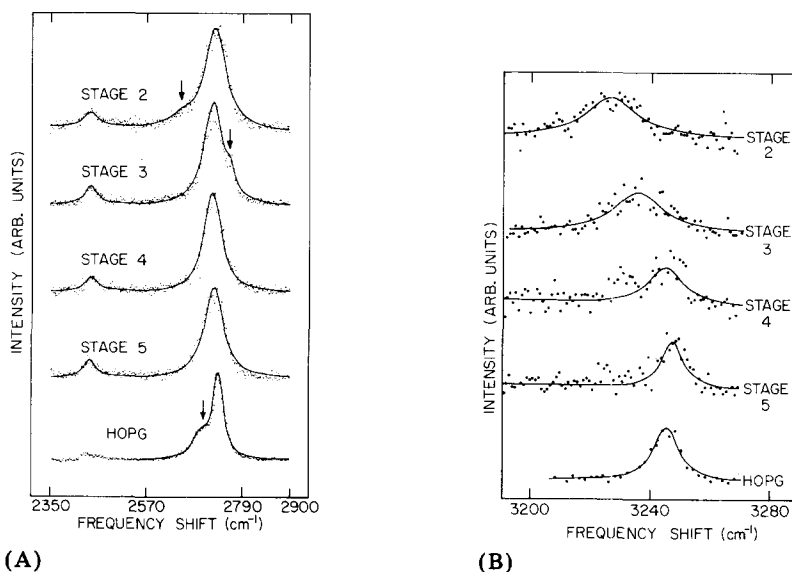 STAGE 2
STAGE 3
STAGE 4
STAGE 5
HOPG
INTENSITY (ARB. UNITS)
2350 2570 2790 2900
FREQUENCY SHIFT (cm⁻¹)
(A)
STAGE
2
STAGE
3
STAGE
4
STAGE
5
HOPG
INTENSITY (ARB. UNITS)
3200 3240 3280
FREQUENCY SHIFT (cm⁻¹)
(B)